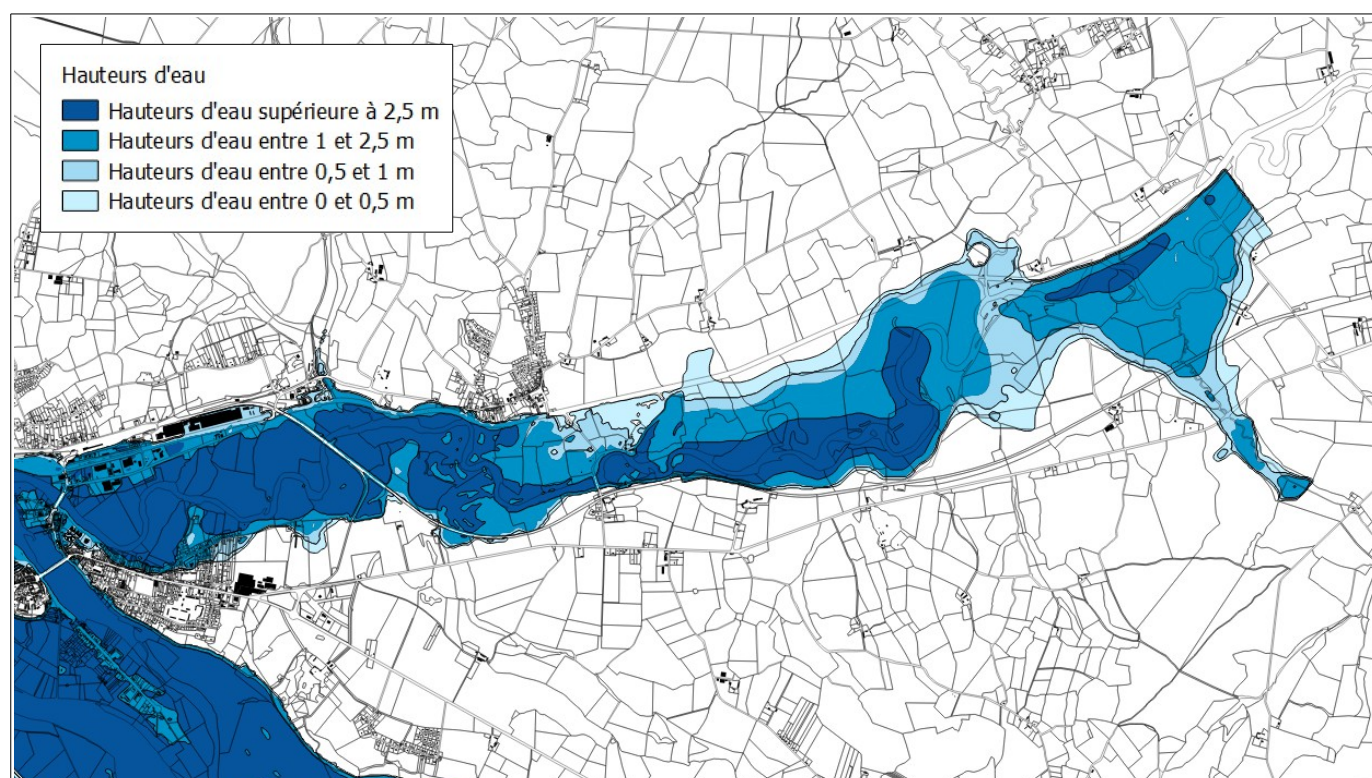 Hauteurs d'eau
Hauteurs d'eau supérieure à 2,5 m
Hauteurs d'eau entre 1 et 2,5 m
Hauteurs d'eau entre 0,5 et 1 m
Hauteurs d'eau entre 0 et 0,5 m